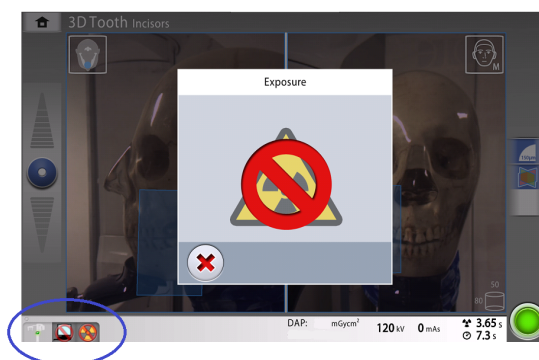 3D Tooth Incisors
M
Exposure
50
80
DAP: mGycm² 120 kV 0 mAs
3.65 s
7.3 s